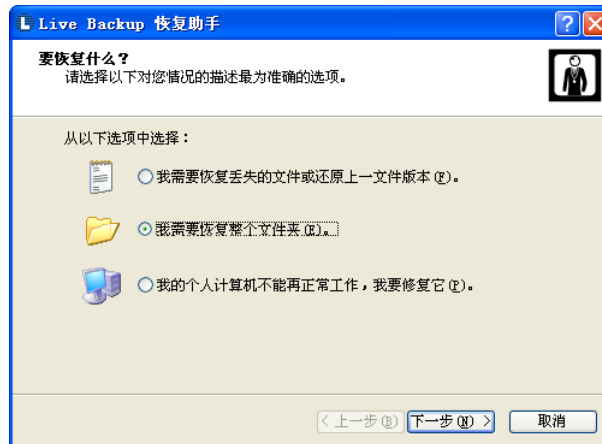 Live Backup 恢复助手
要恢复什么？
请选择以下对您情况的描述最为准确的选项。
从以下选项中选择：
我需要恢复丢失的文件或还原上一文件版本(F)。
我需要恢复整个文件夹(R)。
我的个人计算机不能再正常工作，我要修复它(P)。
< 上一步(B) 下一步(N) > 取消